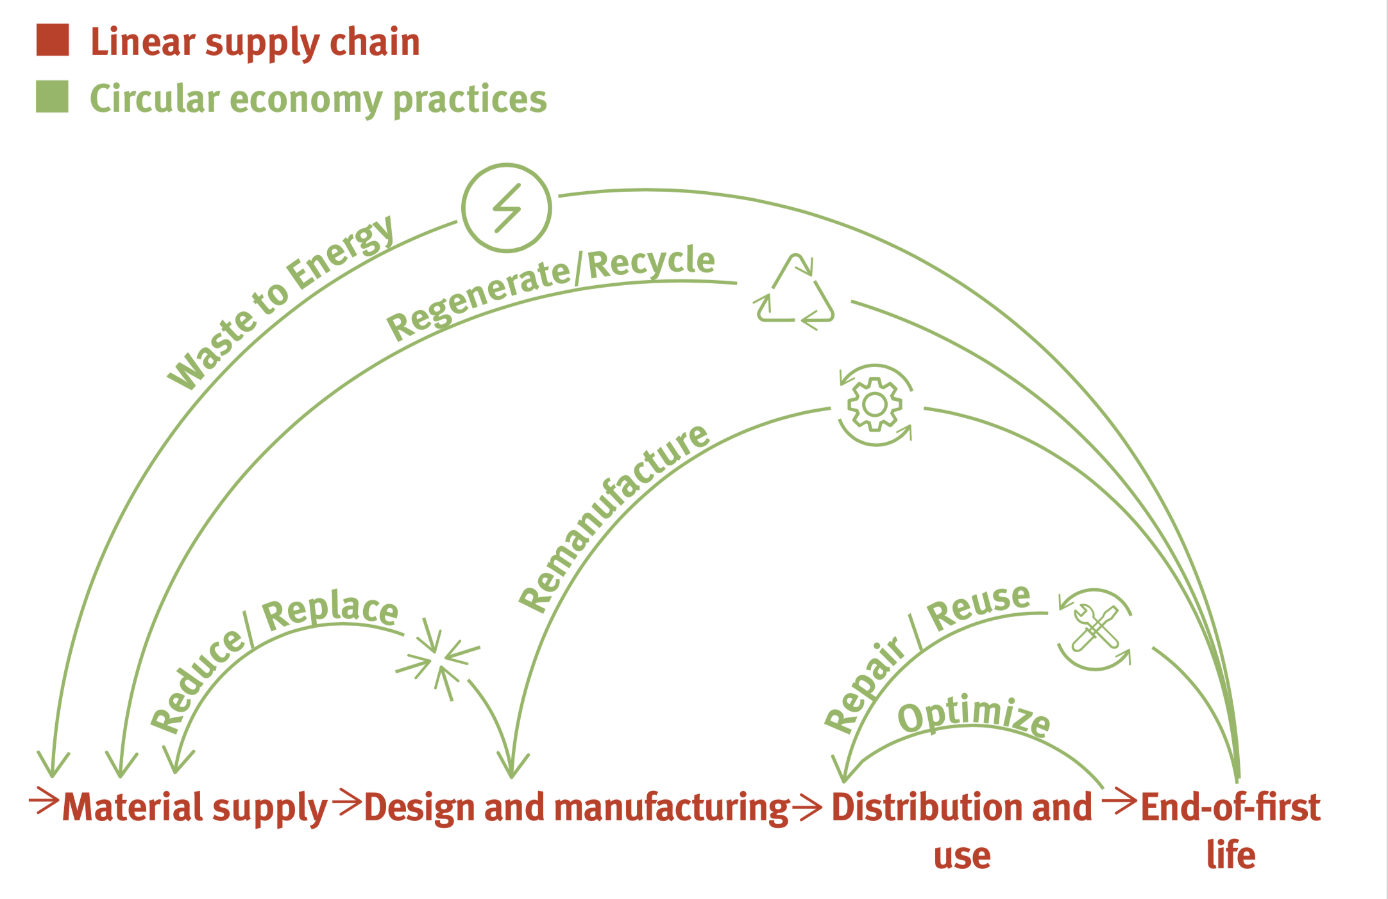 Linear supply chain
Circular economy practices
Waste to Energy
Regenerate/Recycle
Remanufacture
Reduce/ Replace
Repair / Reuse
Optimize
Material supply
Design and manufacturing
Distribution and
use
End-of-first
life